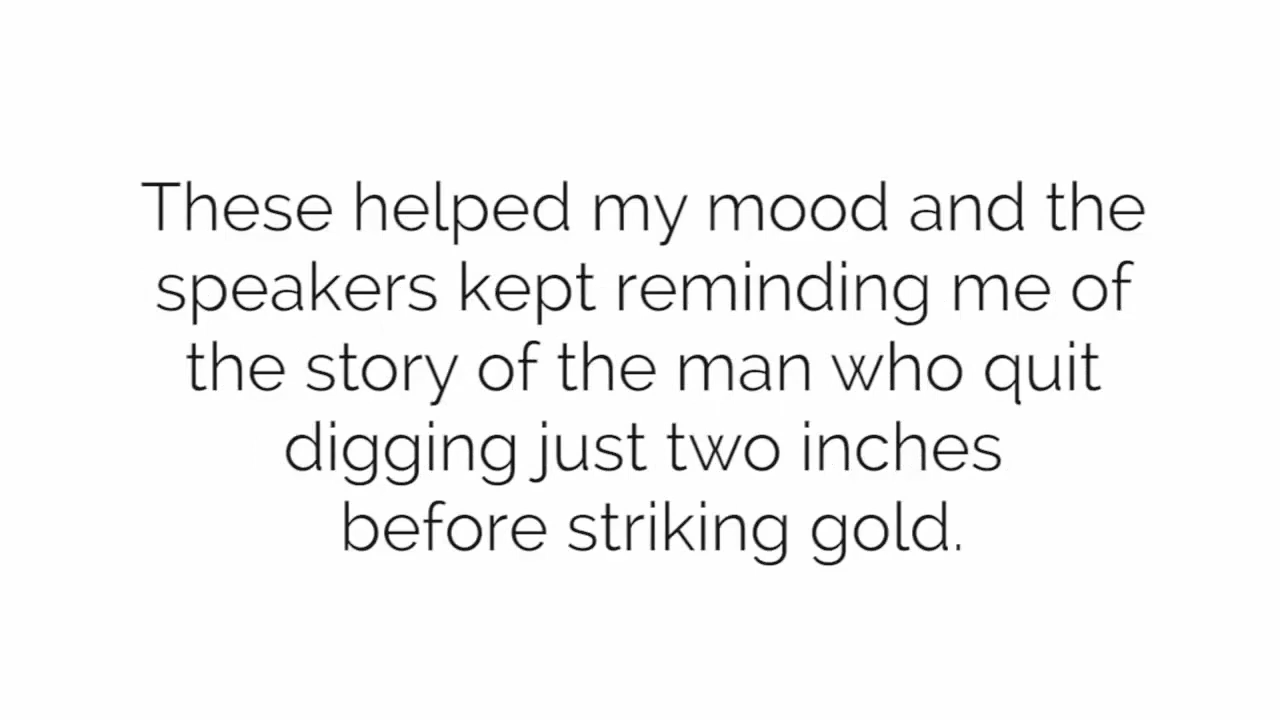 These helped my mood and the
speakers kept reminding me of
the story of the man who quit
digging just two inches
before striking gold.